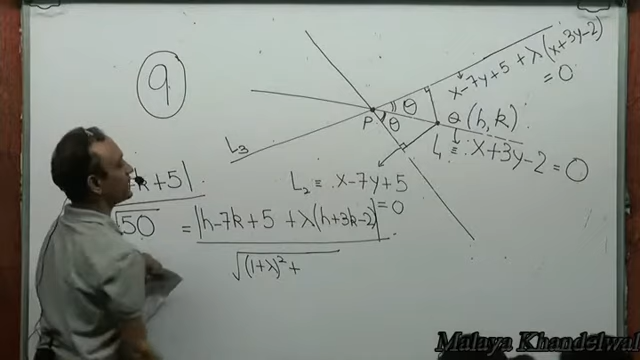 9
x-7y+5 + λ(x+3y-2)
= 0
θ
P
θ
Q (h, k)
L₃
L₁ ≡ x+3y-2 = 0
L₂ ≡ x-7y+5
= 0
k+5|
√50 = |h-7k+5 + λ(h+3k-2)|
√(1+λ)² +
Malaya Khandelwal